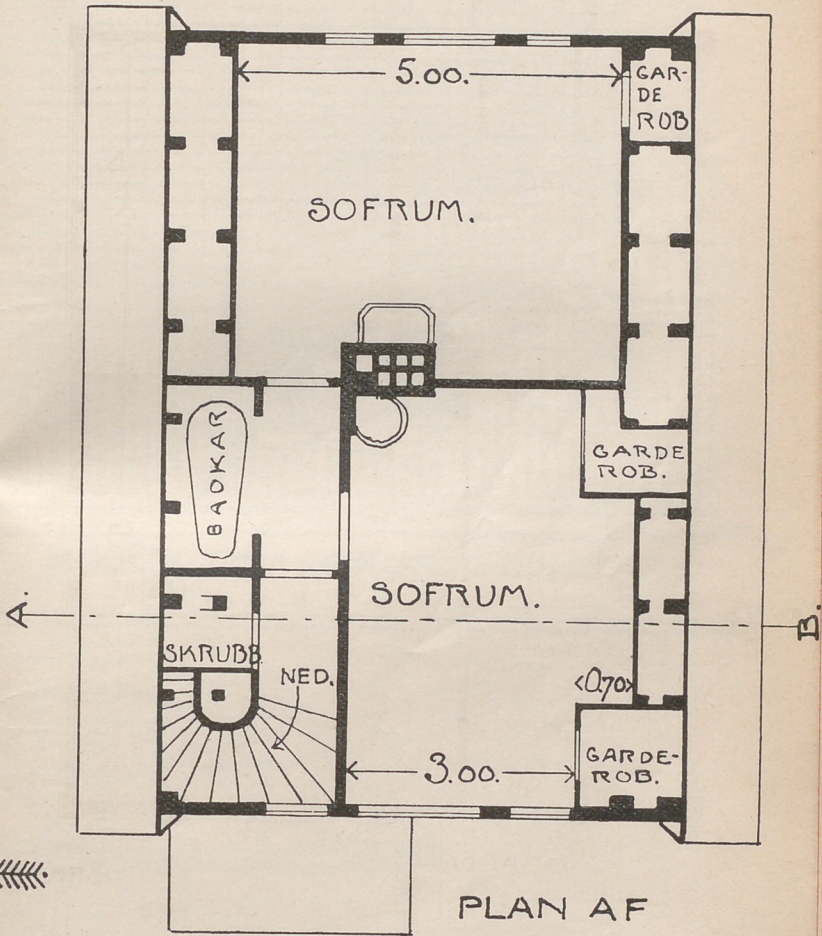 5.00.
GAR-
DE
ROB
SOFRUM.
BADKAR
GARDE
ROB.
SOFRUM.
A.
B.
SKRUBB
NED.
0.70
3.00.
GARDE-
ROB.
PLAN AF